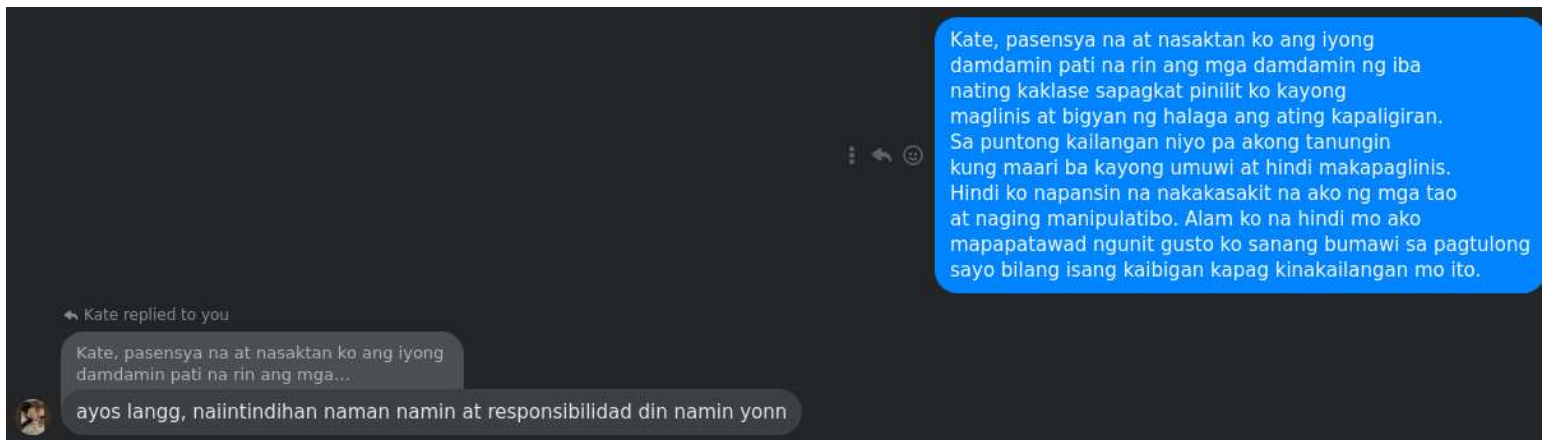 Kate, pasensya na at nasaktan ko ang iyong
damdamin pati na rin ang mga damdamin ng iba
nating kaklase sapagkat pinilit ko kayong
maglinis at bigyan ng halaga ang ating kapaligiran.
Sa puntong kailangan niyo pa akong tanungin
kung maari ba kayong umuwi at hindi makapaglinis.
Hindi ko napansin na nakakasakit na ako ng mga tao
at naging manipulatibo. Alam ko na hindi mo ako
mapapatawad ngunit gusto ko sanang bumawi sa pagtulong
sayo bilang isang kaibigan kapag kinakailangan mo ito.
Kate replied to you
Kate, pasensya na at nasaktan ko ang iyong
damdamin pati na rin ang mga...
ayos langg, naiintindihan naman namin at responsibilidad din namin yonn